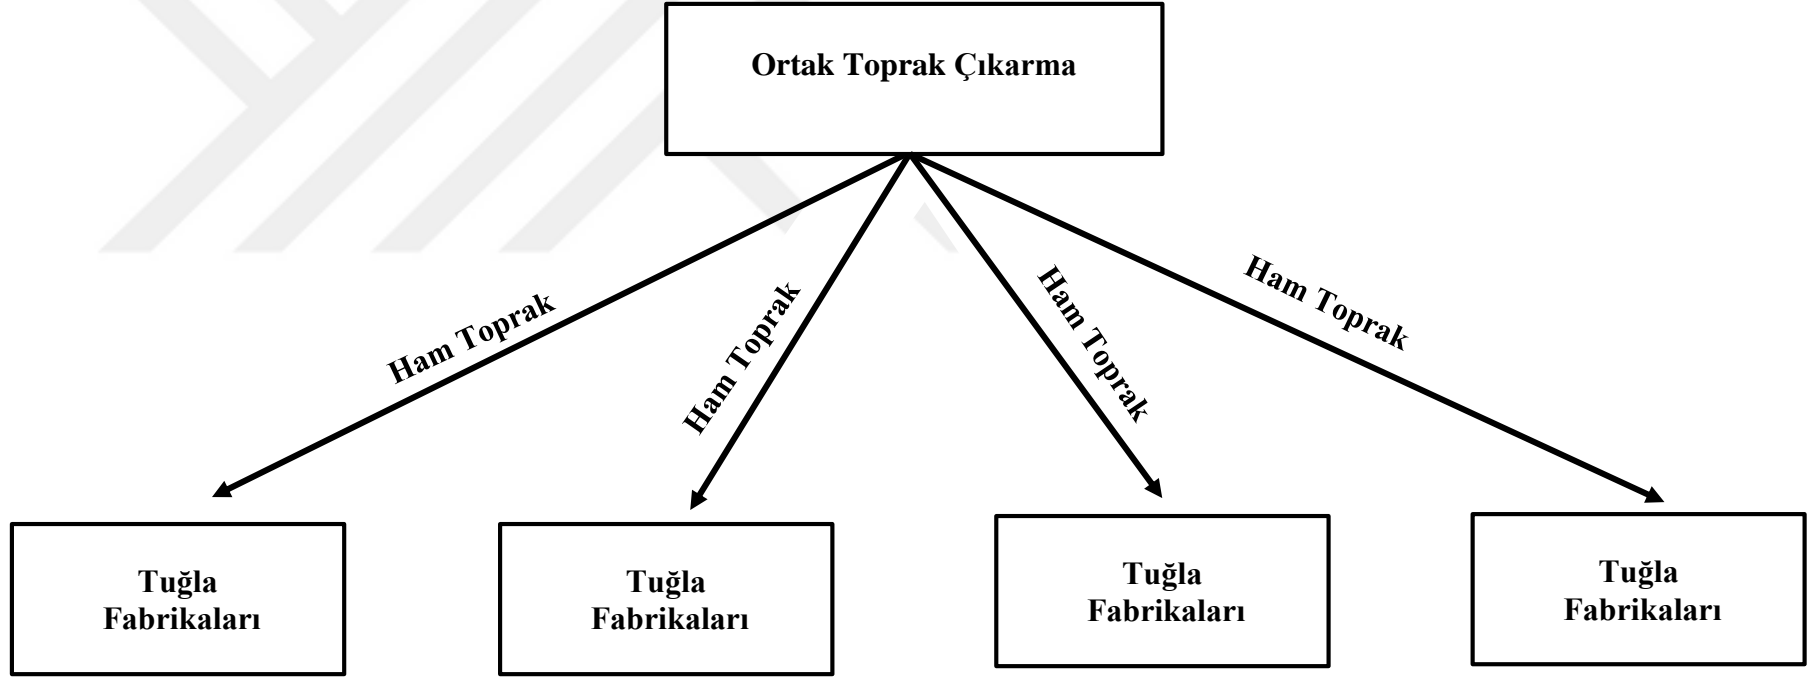 Ortak Toprak Çıkarma
Ham Toprak
Ham Toprak
Ham Toprak
Ham Toprak
Tuğla
Fabrikaları
Tuğla
Fabrikaları
Tuğla
Fabrikaları
Tuğla
Fabrikaları